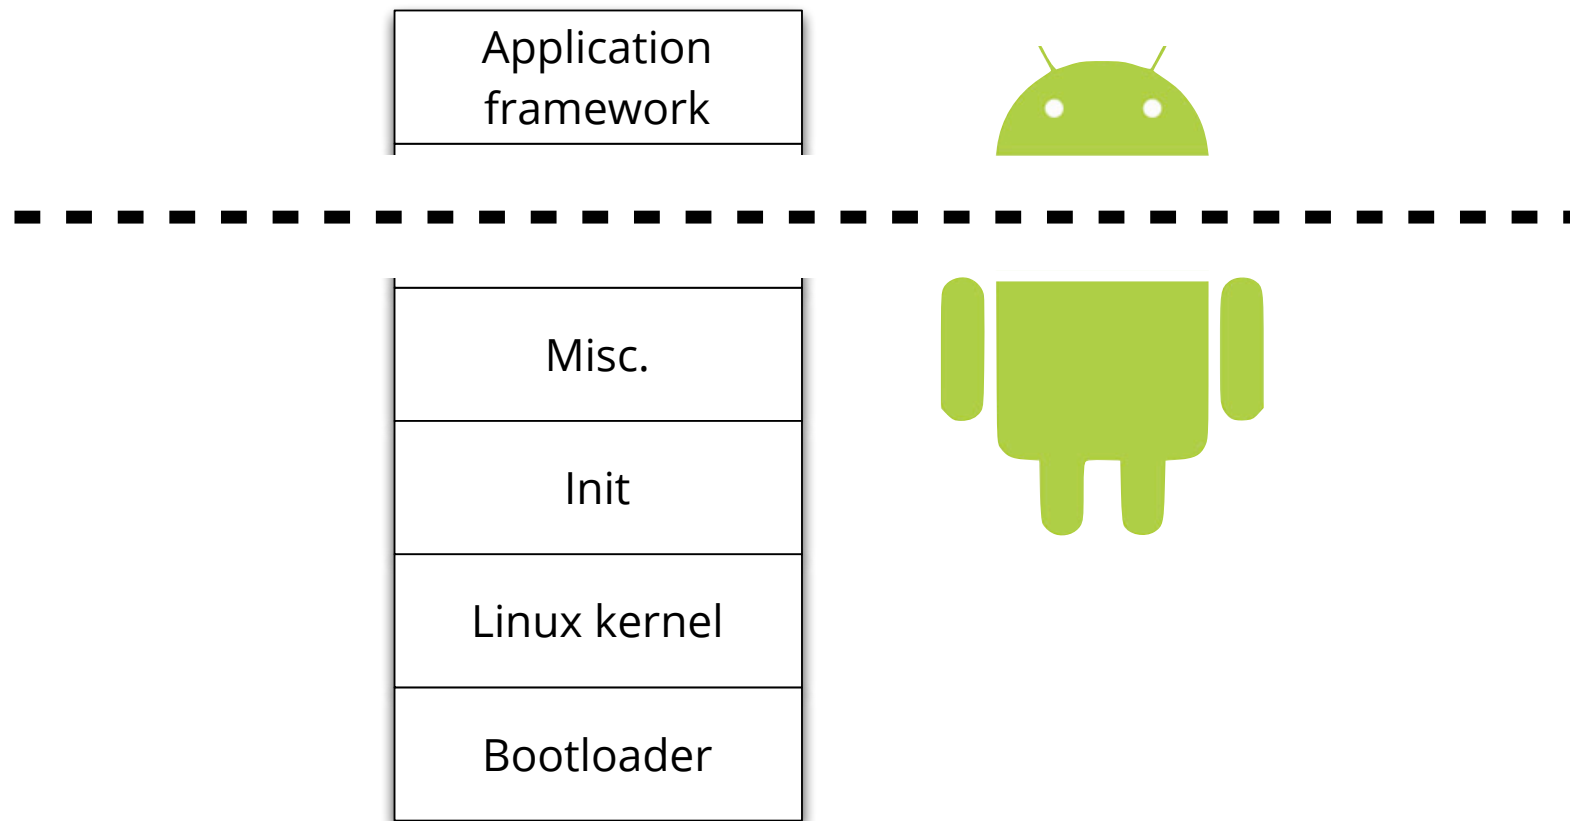 Application
framework
Misc.
Init
Linux kernel
Bootloader